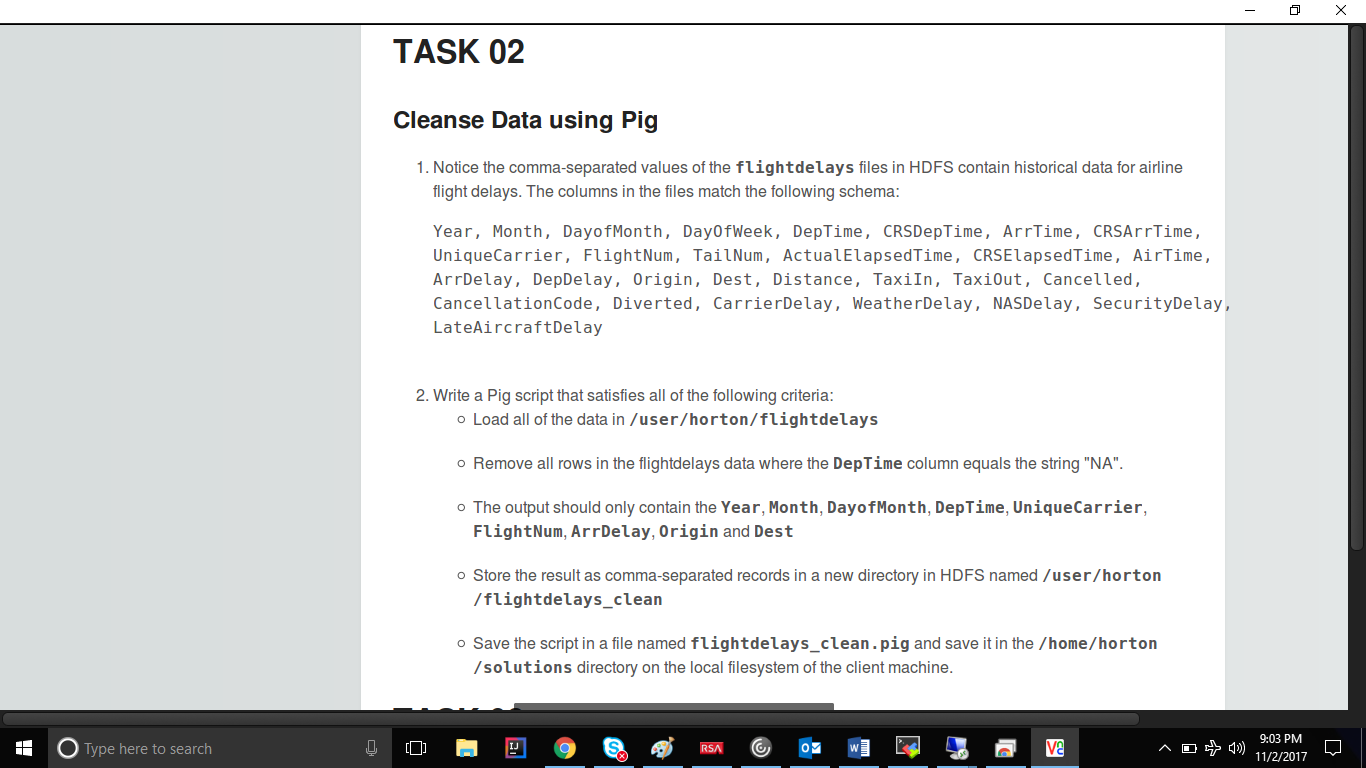 TASK 02
Cleanse Data using Pig
1. Notice the comma-separated values of the flightdelays files in HDFS contain historical data for airline
flight delays. The columns in the files match the following schema:
Year, Month, DayofMonth, DayOfWeek, DepTime, CRSDepTime, ArrTime, CRSArrTime,
UniqueCarrier, FlightNum, TailNum, ActualElapsedTime, CRSElapsedTime, AirTime,
ArrDelay, DepDelay, Origin, Dest, Distance, TaxiIn, TaxiOut, Cancelled,
CancellationCode, Diverted, CarrierDelay, WeatherDelay, NASDelay, SecurityDelay,
LateAircraftDelay
2. Write a Pig script that satisfies all of the following criteria:
Load all of the data in /user/horton/flightdelays
Remove all rows in the flightdelays data where the DepTime column equals the string "NA".
The output should only contain the Year, Month, DayofMonth, DepTime, UniqueCarrier,
FlightNum, ArrDelay, Origin and Dest
Store the result as comma-separated records in a new directory in HDFS named /user/horton
/flightdelays_clean
Save the script in a file named flightdelays_clean.pig and save it in the /home/horton
/solutions directory on the local filesystem of the client machine.
Type here to search
IJ
RSA
9:03 PM
11/2/2017